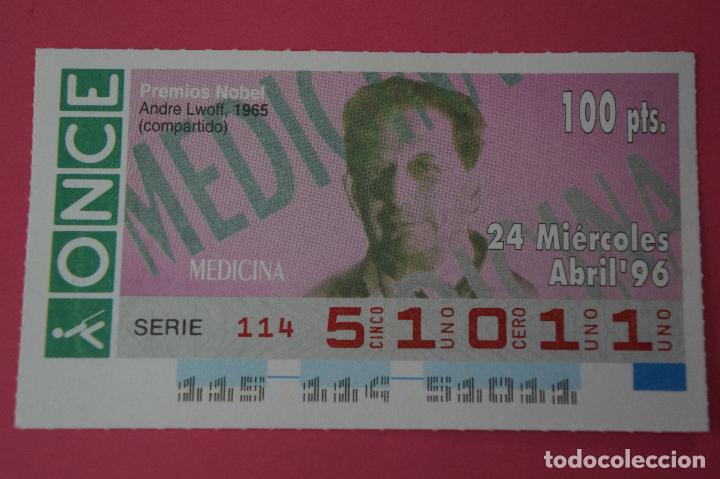 ONCE
Premios Nobel
Andre Lwoff, 1965
(compartido)
MEDICINA
100 pts.
MEDICINA
24 Miércoles
Abril'96
SERIE 114 5 CINCO 1 UNO 0 CERO 1 UNO 1 UNO
115 114 51011
todocoleccion